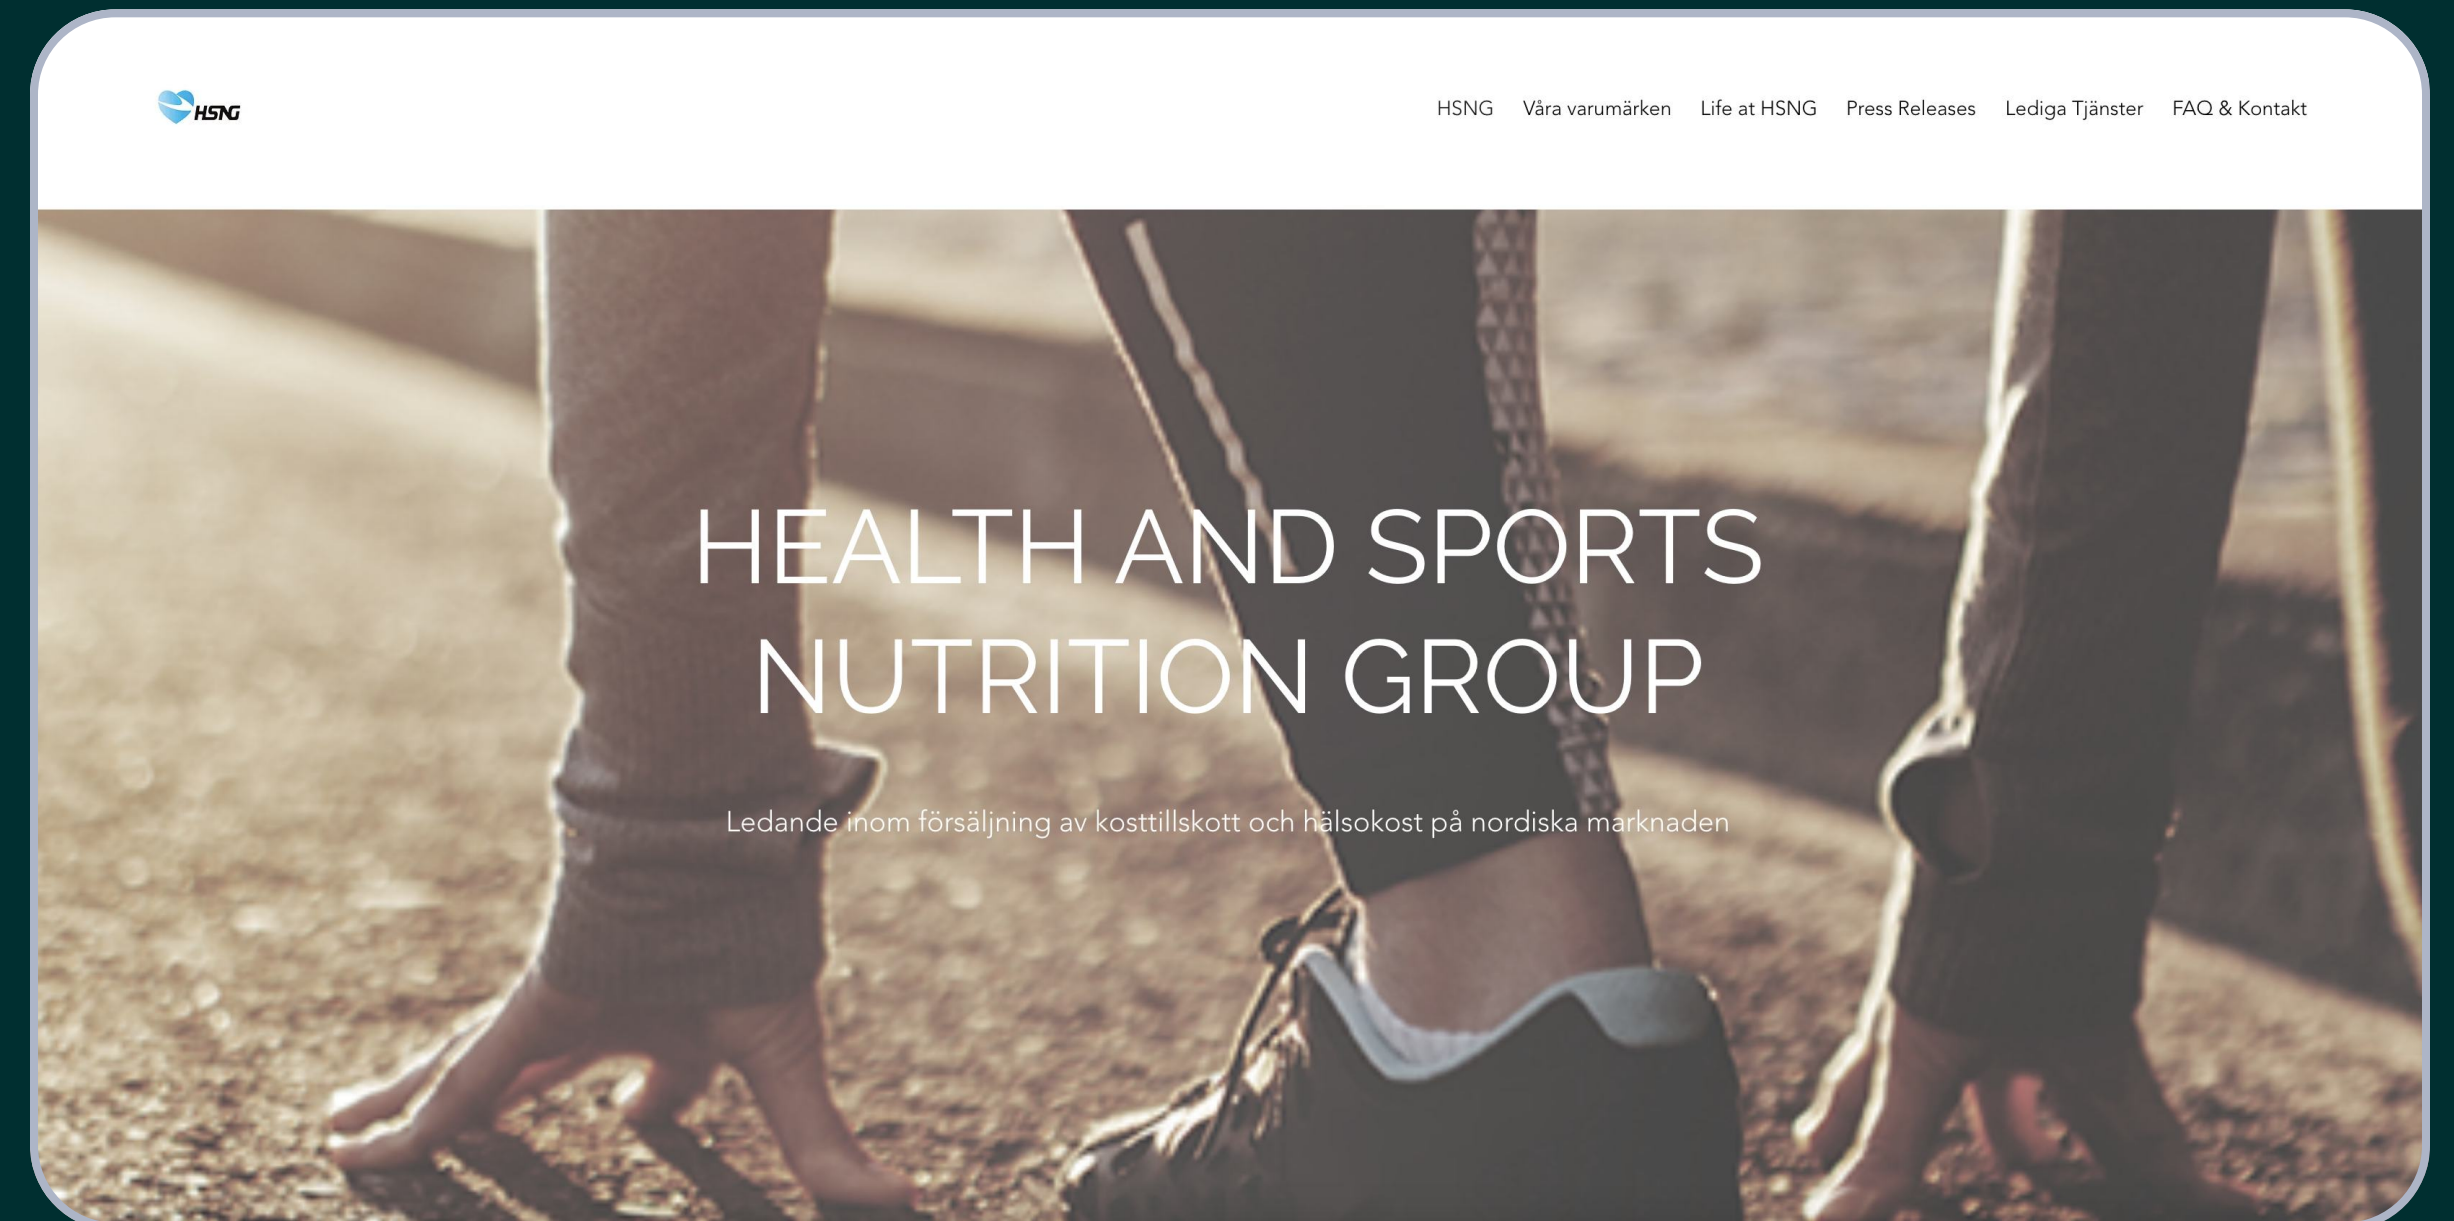 HSNG
HSNG Våra varumärken Life at HSNG Press Releases Lediga Tjänster FAQ & Kontakt
HEALTH AND SPORTS
NUTRITION GROUP
Ledande inom försäljning av kosttillskott och hälsokost på nordiska marknaden